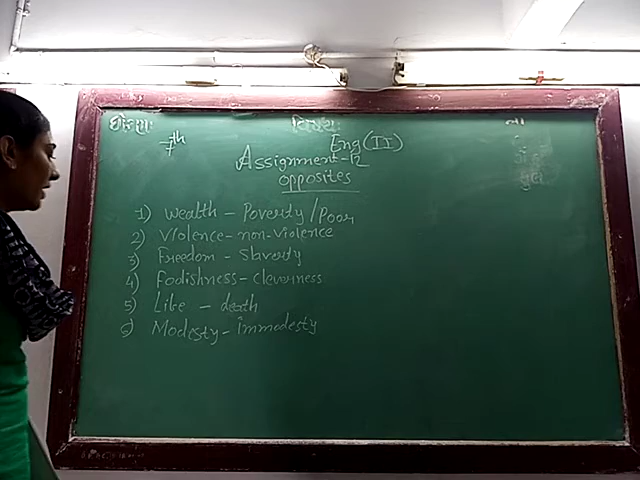 ધોરણ: વિષય: તા
7th Eng (II)
Assignment-12
opposites
1) Wealth - Poverty / Poor
2) Violence - non-violence
3) Freedom - Slaverty
4) Foolishness - cleverness
5) Life - death
6) Modesty - immodesty